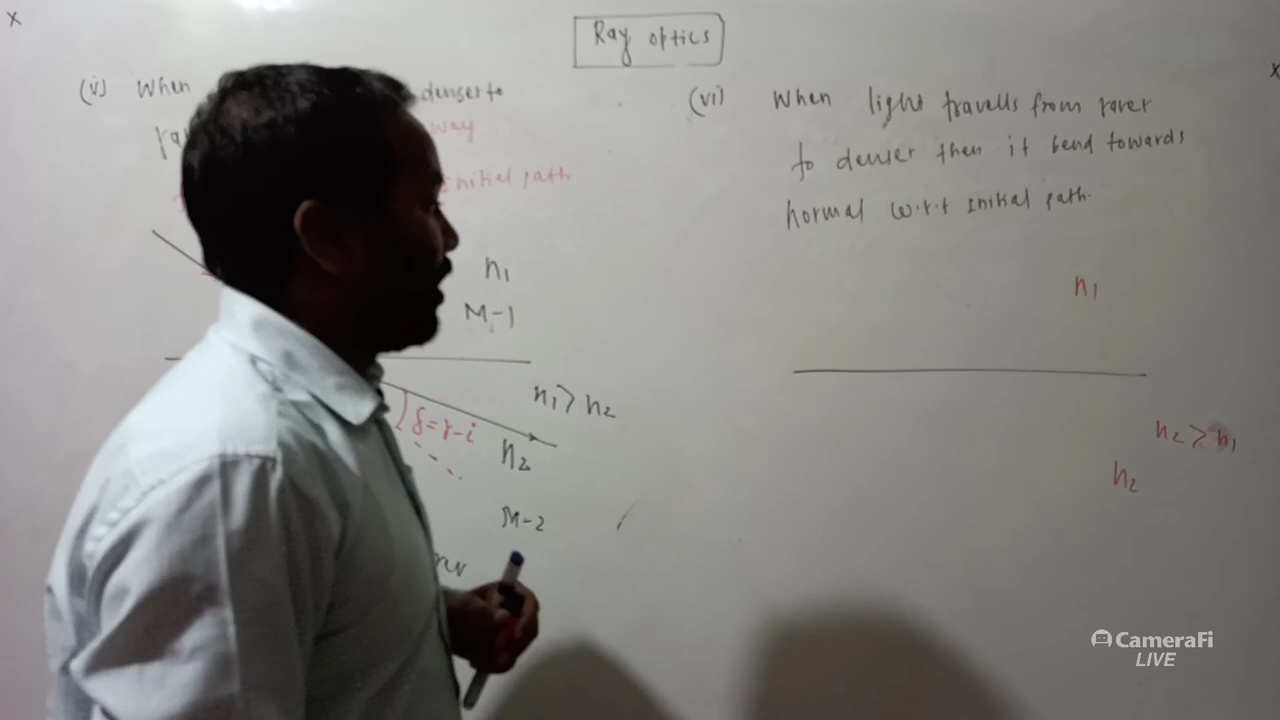 x
x
Ray optics
(v) When denser to
way
initial path
n1
M-1
n1 > n2
δ = r-i
n2
M-2
(vi) When light travells from rarer
to denser then it bend towards
normal w.r.t initial path.
n1
n2 > n1
n2
CameraFi
LIVE